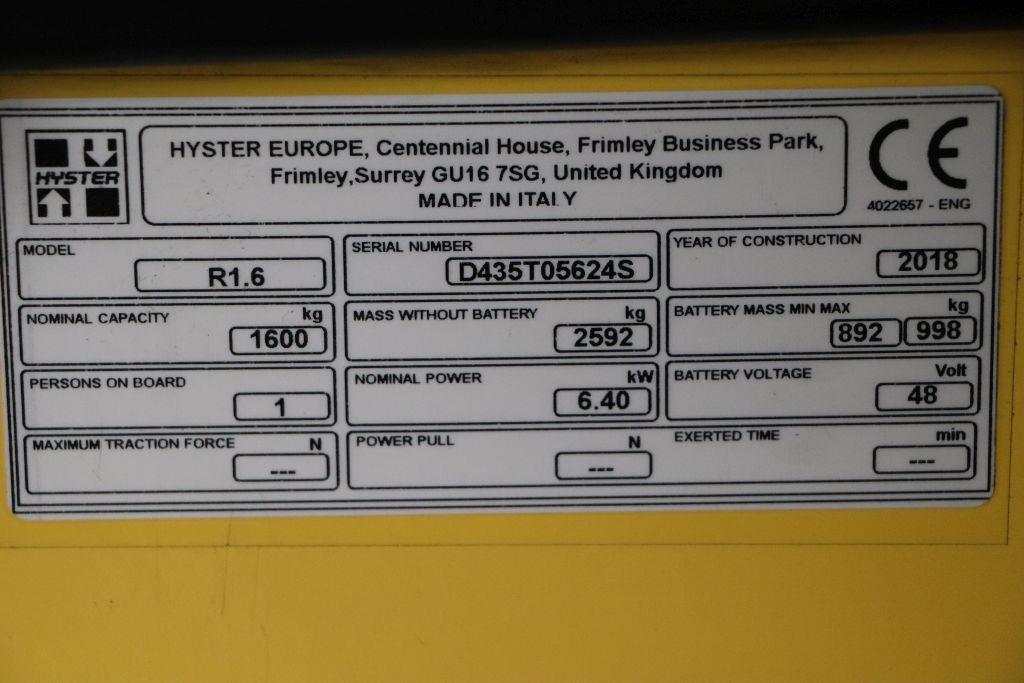 HYSTER
HYSTER EUROPE, Centennial House, Frimley Business Park,
Frimley,Surrey GU16 7SG, United Kingdom
MADE IN ITALY
CE
4022657 - ENG
MODEL
R1.6
SERIAL NUMBER
D435T05624S
YEAR OF CONSTRUCTION
2018
NOMINAL CAPACITY kg
1600
MASS WITHOUT BATTERY kg
2592
BATTERY MASS MIN MAX kg
892 998
PERSONS ON BOARD
1
NOMINAL POWER kW
6.40
BATTERY VOLTAGE Volt
48
MAXIMUM TRACTION FORCE N
---
POWER PULL N
---
EXERTED TIME min
---